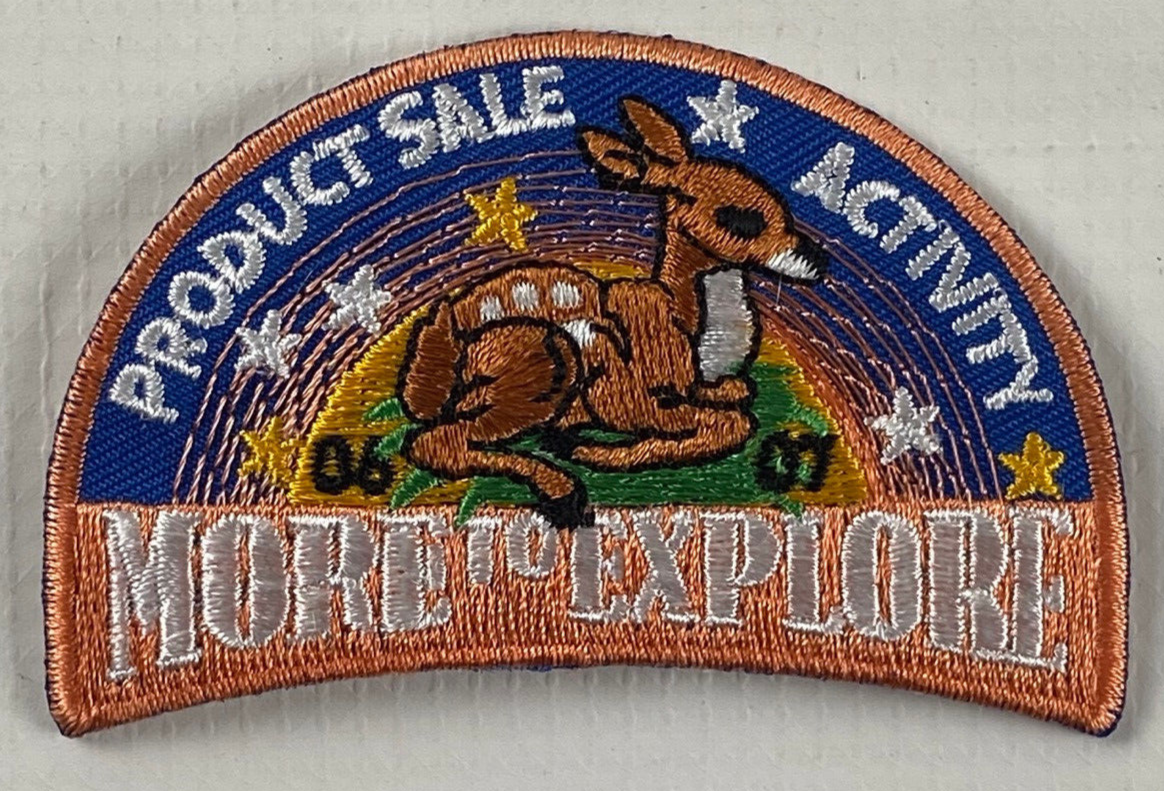 PRODUCT SALE ACTIVITY
06 07
MORE TO EXPLORE